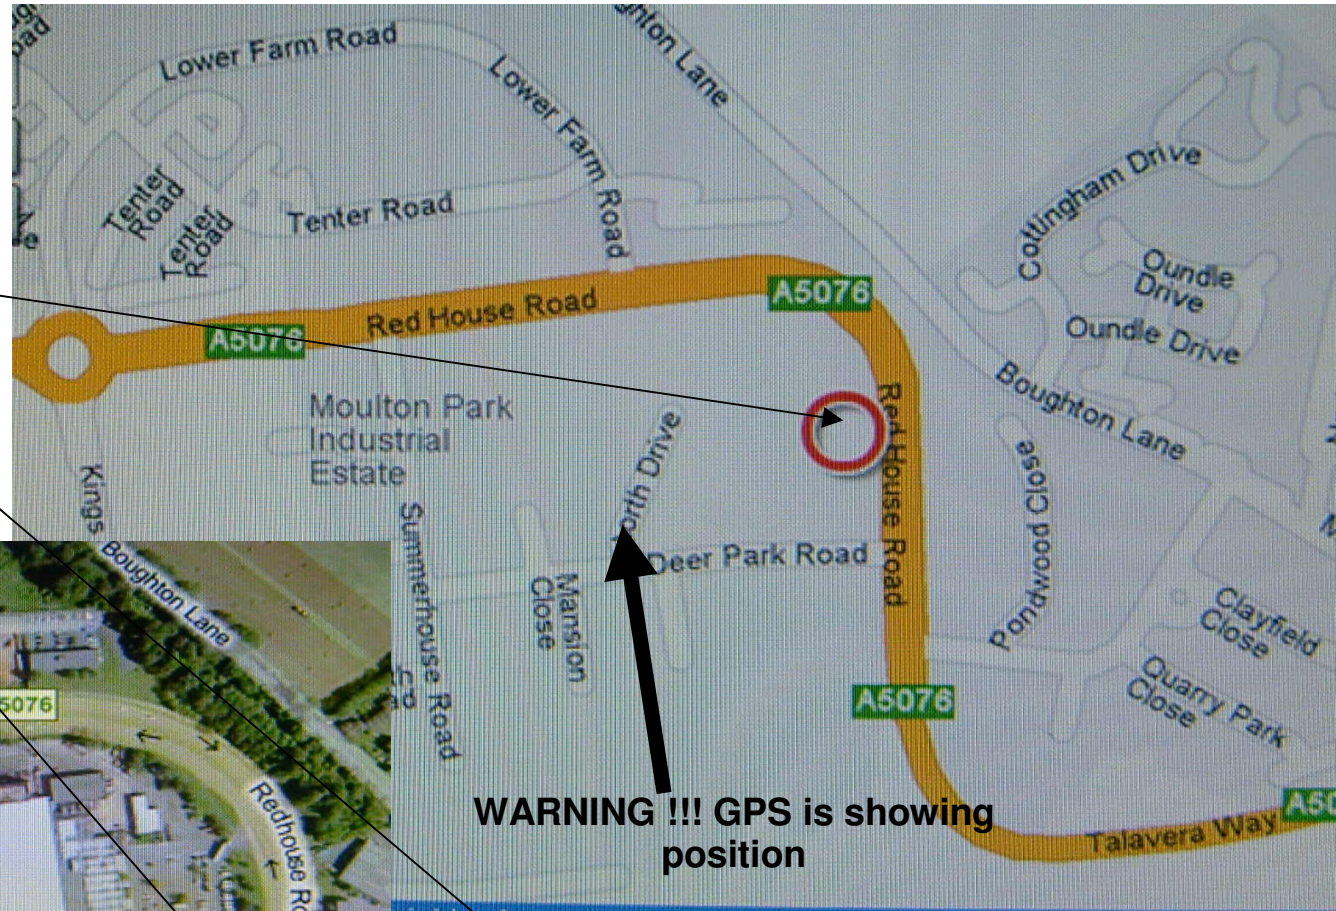 Lower Farm Road
Lower Farm Road
Lane
Tenter
Road
Tenter
Road
Tenter Road
Cottingham Drive
Oundle
Drive
Oundle Drive
A5076
A5076
Red House Road
Moulton Park
Industrial
Estate
Boughton Lane
Red House Road
Kings
Summerhouse Road
Mansion
Close
Drive
Deer Park Road
Pondwood Close
Clayfield
Close
Quarry Park
Close
A5076
Talavera Way
Boughton Lane
5076
Redhouse
WARNING !!! GPS is showing
position